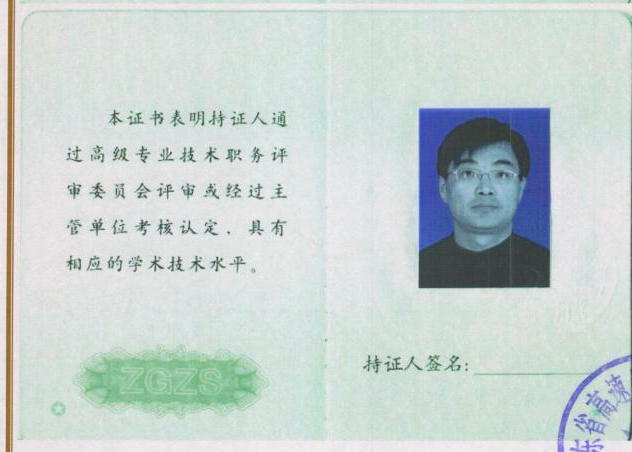 本证书表明持证人通
过高级专业技术职务评
审委员会评审或经过主
管单位考核认定、具有
相应的学术技术水平。
ZGZS
持证人签名:
东省高